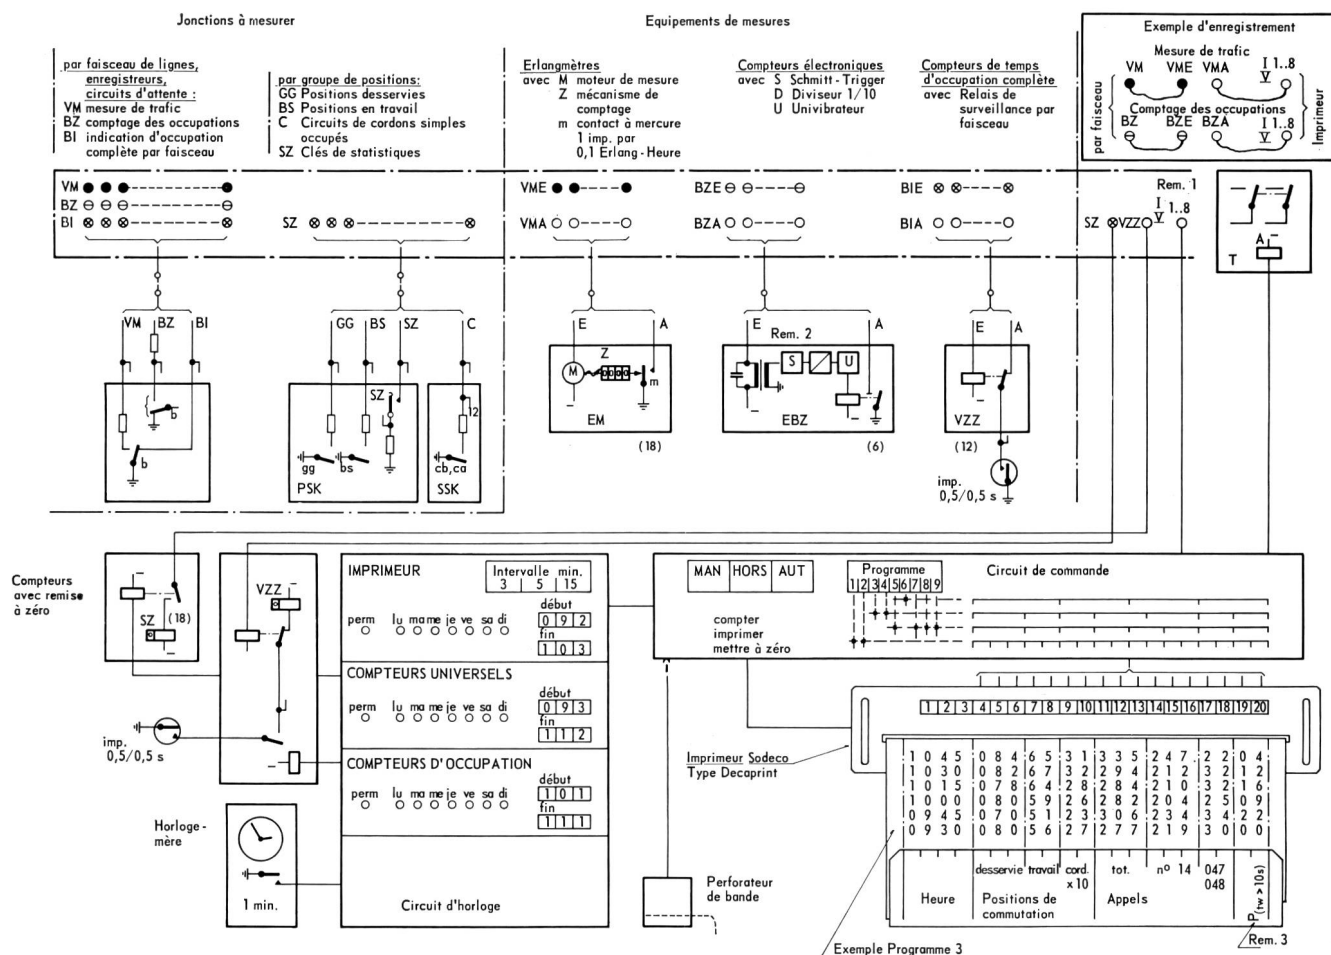 Jonctions à mesurer
Equipements de mesures
par faisceau de lignes,
enregistreurs,
circuits d'attente :
VM mesure de trafic
BZ comptage des occupations
BI indication d'occupation
complète par faisceau
par groupe de positions:
GG Positions desservies
BS Positions en travail
C Circuits de cordons simples
occupés
SZ Clés de statistiques
Erlangmètres
avec M moteur de mesure
Z mécanisme de
comptage
m contact à mercure
1 imp. par
0,1 Erlang-Heure
Compteurs électroniques
avec S Schmitt-Trigger
D Diviseur 1/10
U Univibrateur
Compteurs de temps
d'occupation complète
avec Relais de
surveillance par
faisceau
Exemple d'enregistrement
Mesure de trafic
VM VME VMA I 1..8
V
Comptage des occupations
BZ BZE BZA I 1..8
V
par faisceau
Imprimeur
VM
BZ
BI
SZ
VME
VMA
BZE
BZA
BIE
BIA
Rem. 1
SZ VZZ I 1..8
V
A
T
VM BZ BI
GG BS SZ C
E A
E A
Rem. 2
E A
b
b
SZ
gg bs
PSK
12
cb,ca
SSK
Z
M
m
EM
(18)
S U
EBZ
(6)
VZZ
(12)
imp.
0,5/0,5 s
Compteurs
avec remise
à zéro
SZ (18)
VZZ
imp.
0,5/0,5 s
Horloge-
mère
1 min.
IMPRIMEUR
Intervalle min.
3 5 15
perm lu ma me je ve sa di
début
0 9 2
fin
1 0 3
COMPTEURS UNIVERSELS
perm lu ma me je ve sa di
début
0 9 3
fin
1 1 2
COMPTEURS D'OCCUPATION
perm lu ma me je ve sa di
début
1 0 1
fin
1 1 1
Circuit d'horloge
MAN HORS AUT
Programme
1 2 3 4 5 6 7 8 9
Circuit de commande
compter
imprimer
mettre à zéro
Perforateur
de bande
Imprimeur Sodeco
Type Decaprint
1 2 3 4 5 6 7 8 9 10 11 12 13 14 15 16 17 18 19 20
1 0 4 5 0 8 4 6 5 3 1 3 3 5 2 4 7 2 2 0 4
1 0 3 0 0 8 2 6 7 3 2 2 9 4 2 1 2 3 2 1 2
1 0 1 5 0 7 8 6 4 2 8 2 8 4 2 1 0 3 2 1 6
1 0 0 0 0 8 0 5 9 2 6 2 8 2 2 0 4 2 5 0 9
0 9 4 5 0 7 0 5 1 2 3 3 0 6 2 3 4 3 4 2 2
0 9 3 0 0 8 0 5 6 2 7 2 7 7 2 1 9 3 0 0 0
desservie travail cord. tot. nº 14 047
x 10 048
Heure
Positions de
commutation
Appels
P(tw > 10s)
Rem. 3
Exemple Programme 3